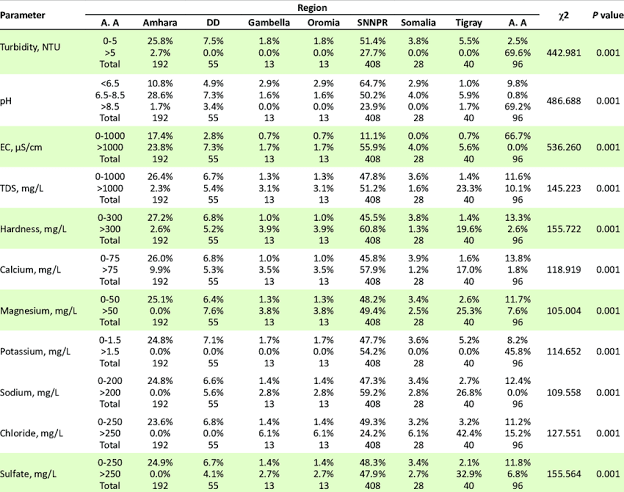 Region
Parameter A. A Amhara DD Gambella Oromia SNNPR Somalia Tigray A. A χ2 P value
0-5 25.8% 7.5% 1.8% 1.8% 51.4% 3.8% 5.5% 2.5%
Turbidity, NTU >5 2.7% 0.0% 0.0% 0.0% 27.7% 0.0% 0.0% 69.6% 442.981 0.001
Total 192 55 13 13 408 28 40 96
<6.5 10.8% 4.9% 2.9% 2.9% 64.7% 2.9% 1.0% 9.8%
pH 6.5-8.5 28.6% 7.3% 1.6% 1.6% 50.2% 4.0% 5.9% 0.8% 486.688 0.001
>8.5 1.7% 3.4% 0.0% 0.0% 23.9% 0.0% 1.7% 69.2%
Total 192 55 13 13 408 28 40 96
0-1000 17.4% 2.8% 0.7% 0.7% 11.1% 0.0% 0.7% 66.7%
EC, µS/cm >1000 23.8% 7.3% 1.7% 1.7% 55.9% 4.0% 5.6% 0.0% 536.260 0.001
Total 192 55 13 13 408 28 40 96
0-1000 26.4% 6.7% 1.3% 1.3% 47.8% 3.6% 1.4% 11.6%
TDS, mg/L >1000 2.3% 5.4% 3.1% 3.1% 51.2% 1.6% 23.3% 10.1% 145.223 0.001
Total 192 55 13 13 408 28 40 96
0-300 27.2% 6.8% 1.0% 1.0% 45.5% 3.8% 1.4% 13.3%
Hardness, mg/L >300 2.6% 5.2% 3.9% 3.9% 60.8% 1.3% 19.6% 2.6% 155.722 0.001
Total 192 55 13 13 408 28 40 96
0-75 26.0% 6.8% 1.0% 1.0% 45.8% 3.9% 1.6% 13.8%
Calcium, mg/L >75 9.9% 5.3% 3.5% 3.5% 57.9% 1.2% 17.0% 1.8% 118.919 0.001
Total 192 55 13 13 408 28 40 96
0-50 25.1% 6.4% 1.3% 1.3% 48.2% 3.4% 2.6% 11.7%
Magnesium, mg/L >50 0.0% 7.6% 3.8% 3.8% 49.4% 2.5% 25.3% 7.6% 105.004 0.001
Total 192 55 13 13 408 28 40 96
0-1.5 24.8% 7.1% 1.7% 1.7% 47.7% 3.6% 5.2% 8.2%
Potassium, mg/L >1.5 0.0% 0.0% 0.0% 0.0% 54.2% 0.0% 0.0% 45.8% 114.652 0.001
Total 192 55 13 13 408 28 40 96
0-200 24.8% 6.6% 1.4% 1.4% 47.3% 3.4% 2.7% 12.4%
Sodium, mg/L >200 0.0% 5.6% 2.8% 2.8% 59.2% 2.8% 26.8% 0.0% 109.558 0.001
Total 192 55 13 13 408 28 40 96
0-250 23.6% 6.8% 1.4% 1.4% 49.3% 3.2% 3.2% 11.2%
Chloride, mg/L >250 0.0% 0.0% 6.1% 6.1% 24.2% 6.1% 42.4% 15.2% 127.551 0.001
Total 192 55 13 13 408 28 40 96
0-250 24.9% 6.7% 1.4% 1.4% 48.3% 3.4% 2.1% 11.8%
Sulfate, mg/L >250 0.0% 4.1% 2.7% 2.7% 47.9% 2.7% 32.9% 6.8% 155.564 0.001
Total 192 55 13 13 408 28 40 96